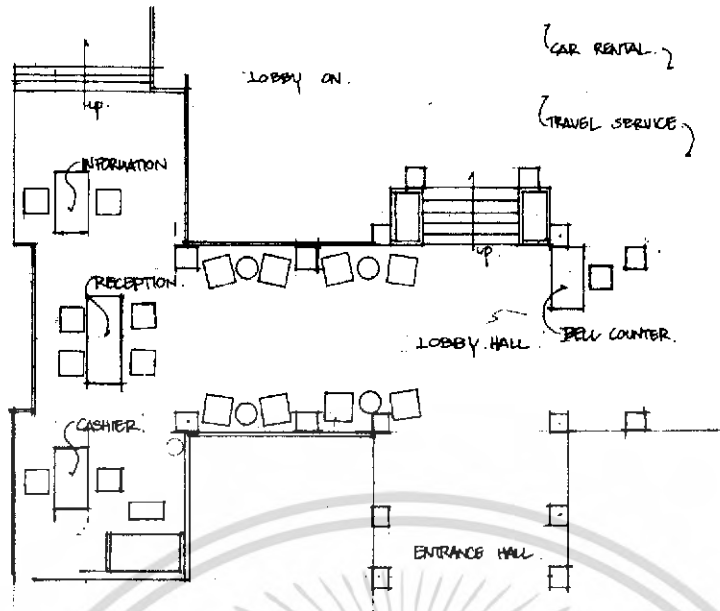 CAR RENTAL
LOBBY ON.
up.
TRAVEL SERVICE
INFORMATION
up.
RECEPTION.
LOBBY HALL
BELL COUNTER.
CASHIER.
ENTRANCE HALL